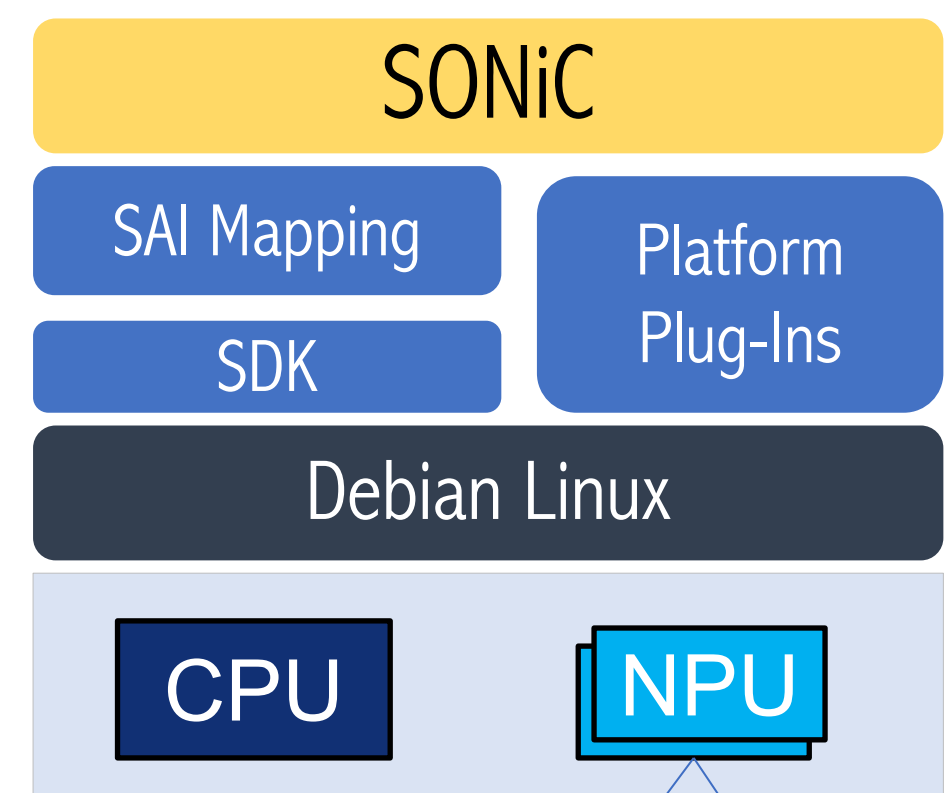 SONiC
SAI Mapping
Platform
Plug-Ins
SDK
Debian Linux
CPU
NPU